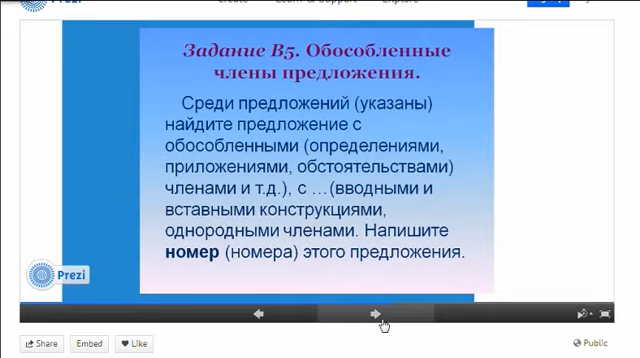 Prezi
Задание В5. Обособленные
члены предложения.
Среди предложений (указаны)
найдите предложение с
обособленными (определениями,
приложениями, обстоятельствами)
членами и т.д.), с …(вводными и
вставными конструкциями,
однородными членами. Напишите
номер (номера) этого предложения.
Prezi
Share Embed Like Public